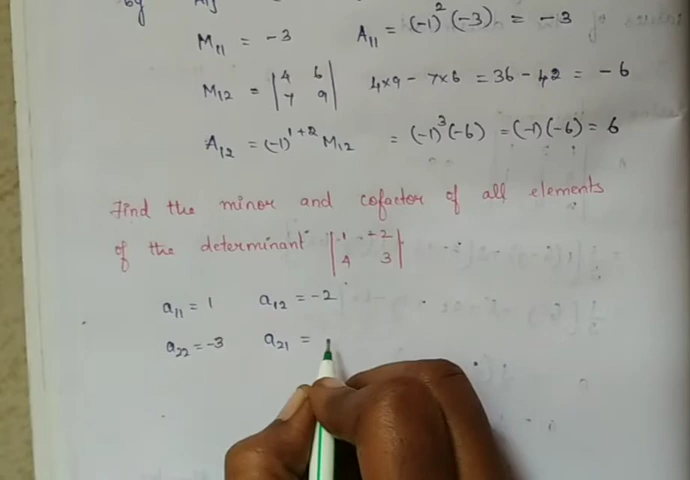 by
M₁₁ = -3 A₁₁ = (-1)² (-3) = -3
M₁₂ = |4 6| 4×9 - 7×6 = 36 - 42 = -6
|7 9|
A₁₂ = (-1)¹⁺² M₁₂ = (-1)³ (-6) = (-1)(-6) = 6
Find the minor and cofactor of all elements
of the determinant |1 -2|
|4 3|
a₁₁ = 1 a₁₂ = -2
a₂₂ = -3 a₂₁ =